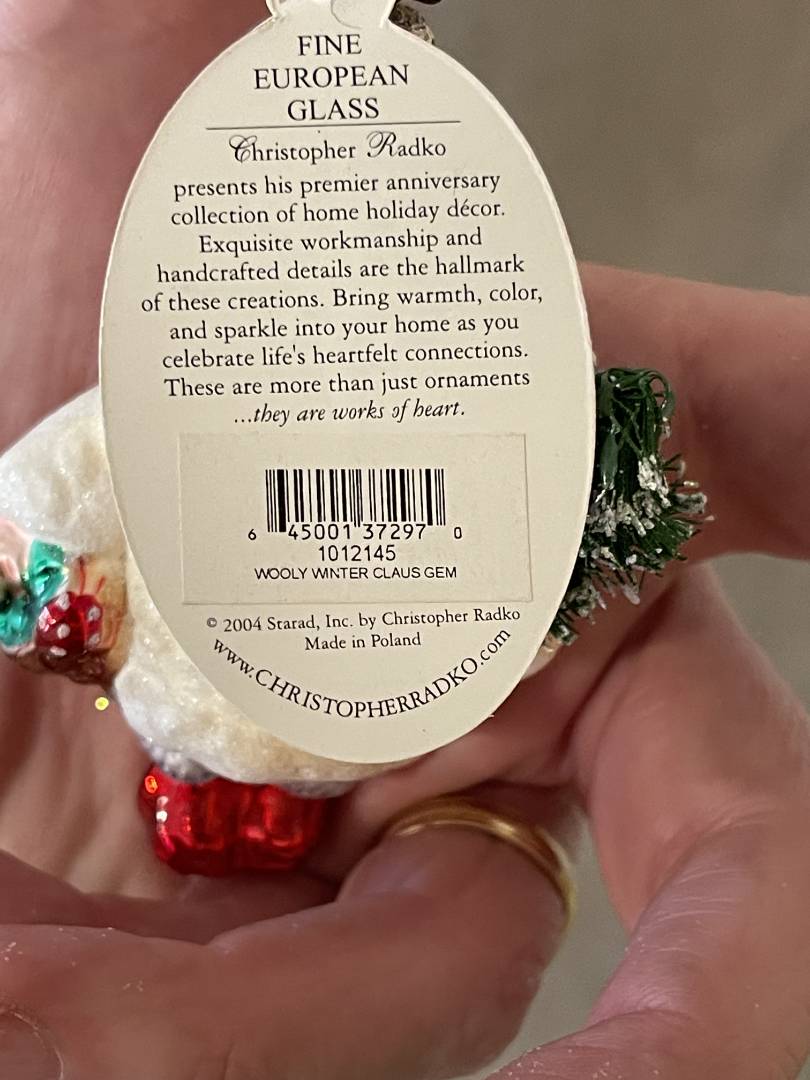 FINE
EUROPEAN
GLASS
Christopher Radko
presents his premier anniversary
collection of home holiday décor.
Exquisite workmanship and
handcrafted details are the hallmark
of these creations. Bring warmth, color,
and sparkle into your home as you
celebrate life's heartfelt connections.
These are more than just ornaments
...they are works of heart.
6 45001 37297 0
1012145
WOOLY WINTER CLAUS GEM
© 2004 Starad, Inc. by Christopher Radko
Made in Poland
www.CHRISTOPHERRADKO.com